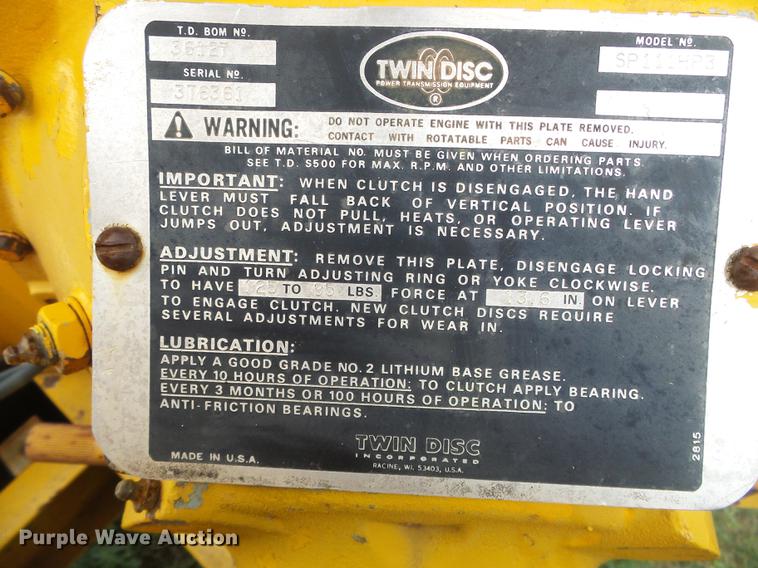 T.D. BOM Nº.
MODEL Nº.
SERIAL Nº.
3T6361
TWIN DISC
POWER TRANSMISSION EQUIPMENT
®
WARNING:
DO NOT OPERATE ENGINE WITH THIS PLATE REMOVED.
CONTACT WITH ROTATABLE PARTS CAN CAUSE INJURY.
BILL OF MATERIAL NO. MUST BE GIVEN WHEN ORDERING PARTS.
SEE T.D. S500 FOR MAX. R.P.M. AND OTHER LIMITATIONS.
IMPORTANT: WHEN CLUTCH IS DISENGAGED, THE HAND
LEVER MUST FALL BACK OF VERTICAL POSITION. IF
CLUTCH DOES NOT PULL, HEATS, OR OPERATING LEVER
JUMPS OUT, ADJUSTMENT IS NECESSARY.
ADJUSTMENT: REMOVE THIS PLATE, DISENGAGE LOCKING
PIN AND TURN ADJUSTING RING OR YOKE CLOCKWISE.
TO HAVE TO LBS. FORCE AT 13.5 IN. ON LEVER
TO ENGAGE CLUTCH. NEW CLUTCH DISCS REQUIRE
SEVERAL ADJUSTMENTS FOR WEAR IN.
LUBRICATION:
APPLY A GOOD GRADE NO. 2 LITHIUM BASE GREASE.
EVERY 10 HOURS OF OPERATION: TO CLUTCH APPLY BEARING.
EVERY 3 MONTHS OR 100 HOURS OF OPERATION: TO
ANTI-FRICTION BEARINGS.
TWIN DISC
INCORPORATED
RACINE, WI. 53403, U.S.A.
MADE IN U.S.A.
2815
Purple Wave Auction